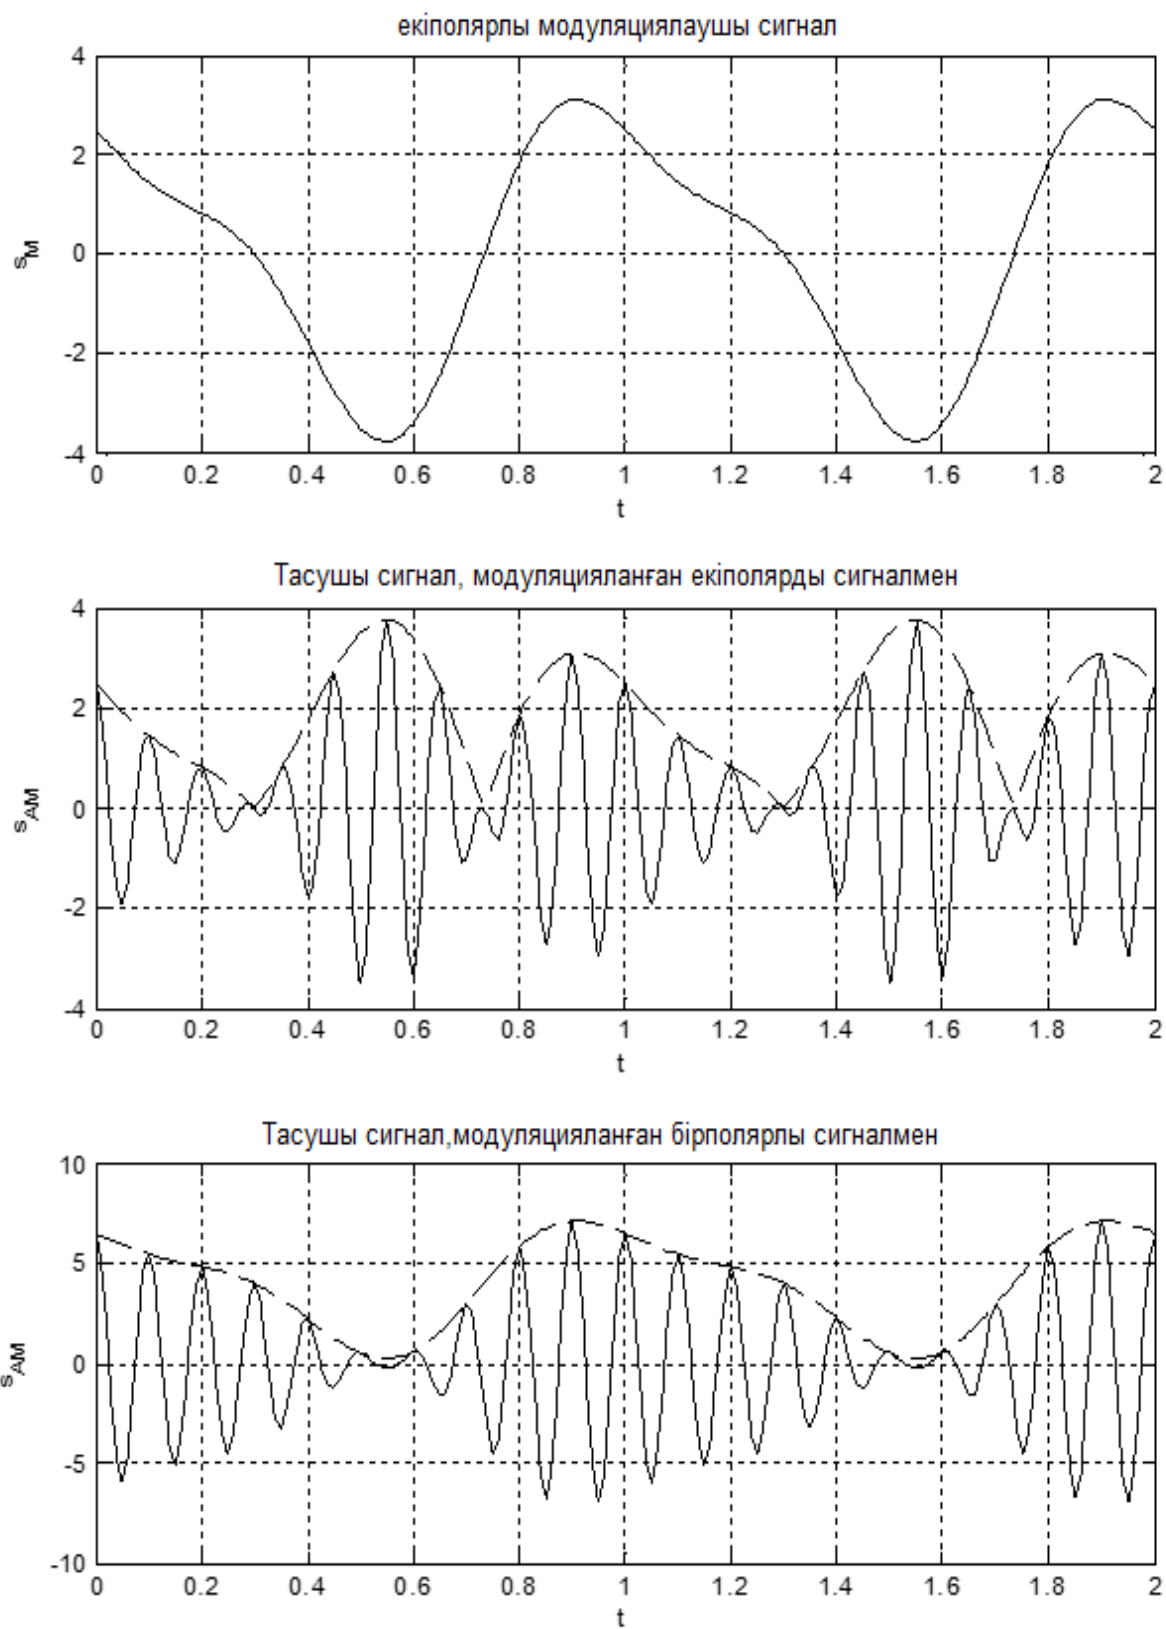 екіполярлы модуляциялаушы сигнал
4
2
0
-2
-4
sM
0 0.2 0.4 0.6 0.8 1 1.2 1.4 1.6 1.8 2
t
Тасушы сигнал, модуляцияланған екіполярды сигналмен
4
2
0
-2
-4
sAM
0 0.2 0.4 0.6 0.8 1 1.2 1.4 1.6 1.8 2
t
Тасушы сигнал,модуляцияланған бірполярлы сигналмен
10
5
0
-5
-10
sAM
0 0.2 0.4 0.6 0.8 1 1.2 1.4 1.6 1.8 2
t